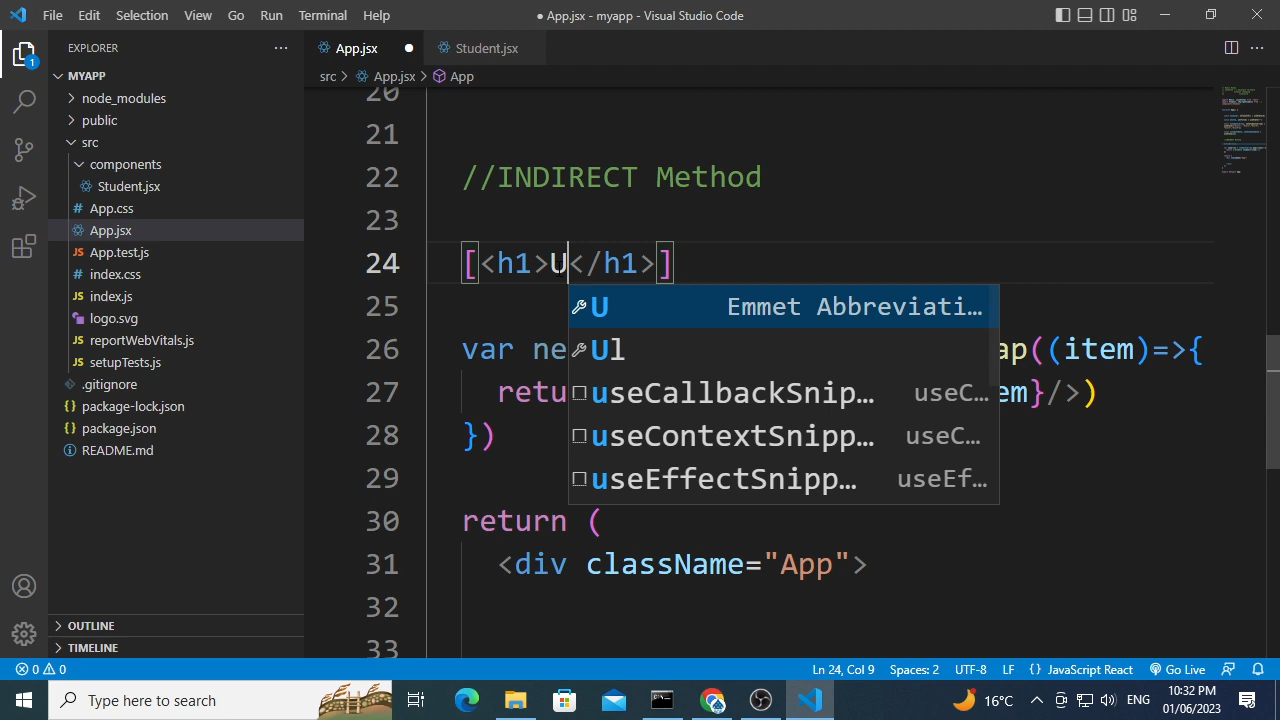 File Edit Selection View Go Run Terminal Help
● App.jsx - myapp - Visual Studio Code
EXPLORER
MYAPP
node_modules
public
src
components
Student.jsx
App.css
App.jsx
App.test.js
index.css
index.js
logo.svg
reportWebVitals.js
setupTests.js
.gitignore
package-lock.json
package.json
README.md
OUTLINE
TIMELINE
1
App.jsx ● Student.jsx
src > App.jsx > App
20
21
22 //INDIRECT Method
23
24 [<h1>U</h1>]
U Emmet Abbreviati…
Ul
useCallbackSnip… useC…
useContextSnipp… useC…
useEffectSnipp… useEf…
25
26 var ne ap((item)=>{
27 retu em}/>)
28 })
29
30 return (
31 <div className="App">
32
33
0 0 Ln 24, Col 9 Spaces: 2 UTF-8 LF {} JavaScript React Go Live
Type here to search 16°C ENG 10:32 PM
01/06/2023